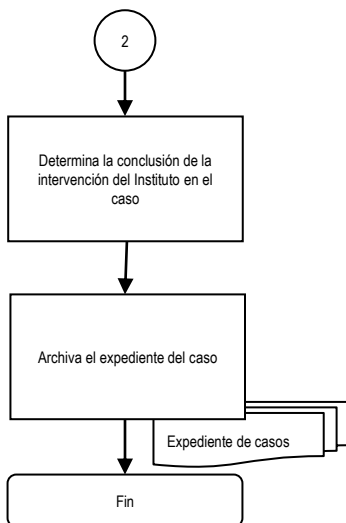 2
Determina la conclusión de la
intervención del Instituto en el
caso
Archiva el expediente del caso
Expediente de casos
Fin